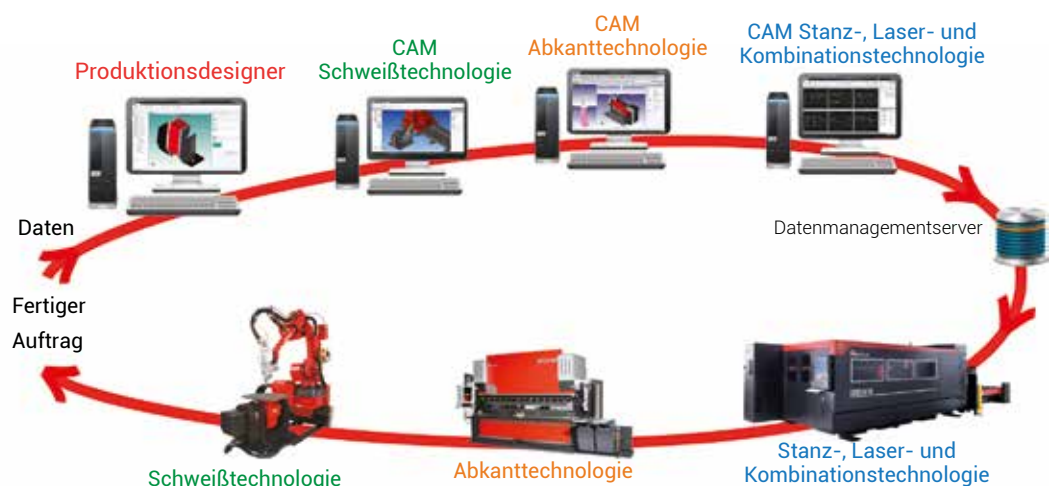 Produktionsdesigner
CAM
Schweißtechnologie
CAM
Abkanttechnologie
CAM Stanz-, Laser- und
Kombinationstechnologie
Daten
Datenmanagementserver
Fertiger
Auftrag
Schweißtechnologie
Abkanttechnologie
Stanz-, Laser- und
Kombinationstechnologie